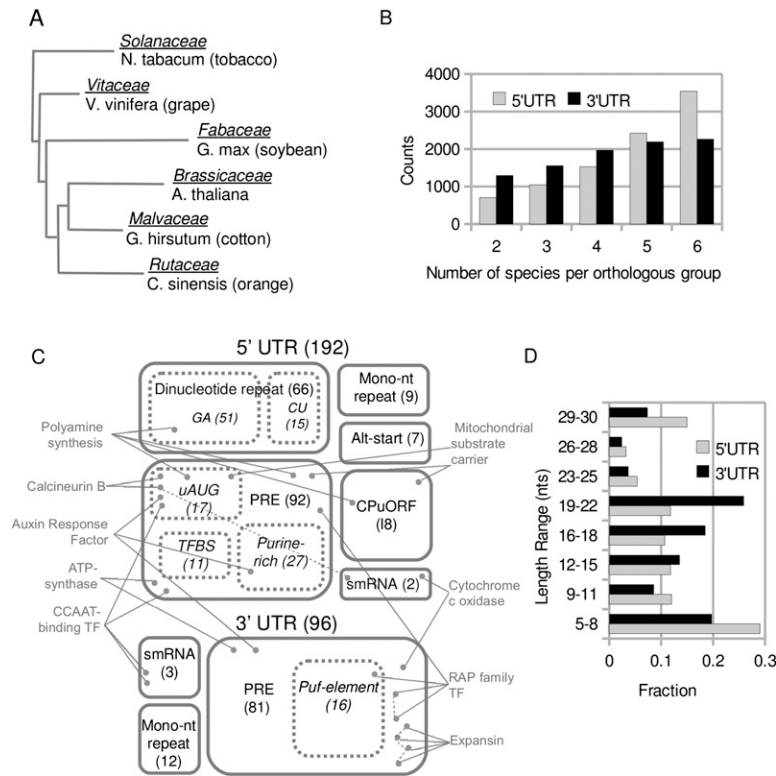 A
Solanaceae
N. tabacum (tobacco)
Vitaceae
V. vinifera (grape)
Fabaceae
G. max (soybean)
Brassicaceae
A. thaliana
Malvaceae
G. hirsutum (cotton)
Rutaceae
C. sinensis (orange)
B
4000
3000
2000
1000
0
Counts
5'UTR
3'UTR
2 3 4 5 6
Number of species per orthologous group
C
5' UTR (192)
Dinucleotide repeat (66)
GA (51)
CU
(15)
Mono-nt
repeat (9)
Alt-start (7)
Polyamine
synthesis
Mitochondrial
substrate
carrier
Calcineurin B
uAUG
(17)
PRE (92)
CPuORF
(l8)
Auxin Response
Factor
TFBS
(11)
Purine-
rich (27)
ATP-
synthase
smRNA (2)
Cytochrome
c oxidase
CCAAT-
binding TF
3' UTR (96)
smRNA
(3)
PRE
(81)
Puf-element
(16)
RAP family
TF
Mono-nt
repeat
(12)
Expansin
D
Length Range (nts)
29-30
26-28
23-25
19-22
16-18
12-15
9-11
5-8
5'UTR
3'UTR
0 0.1 0.2 0.3
Fraction